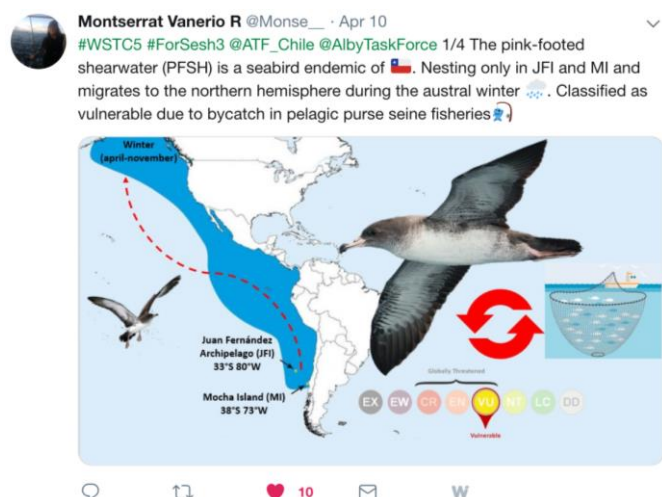 Montserrat Vanerio R @Monse__ · Apr 10
#WSTC5 #ForSesh3 @ATF_Chile @AlbyTaskForce 1/4 The pink-footed
shearwater (PFSH) is a seabird endemic of 🇨🇱. Nesting only in JFI and MI and
migrates to the northern hemisphere during the austral winter 🌨. Classified as
vulnerable due to bycatch in pelagic purse seine fisheries🎣
Winter
(april-november)
Juan Fernández
Archipelago (JFI)
33°S 80°W
Mocha Island (MI)
38°S 73°W
Globally Threatened
EX EW CR EN VU NT LC DD
Vulnerable
10
W